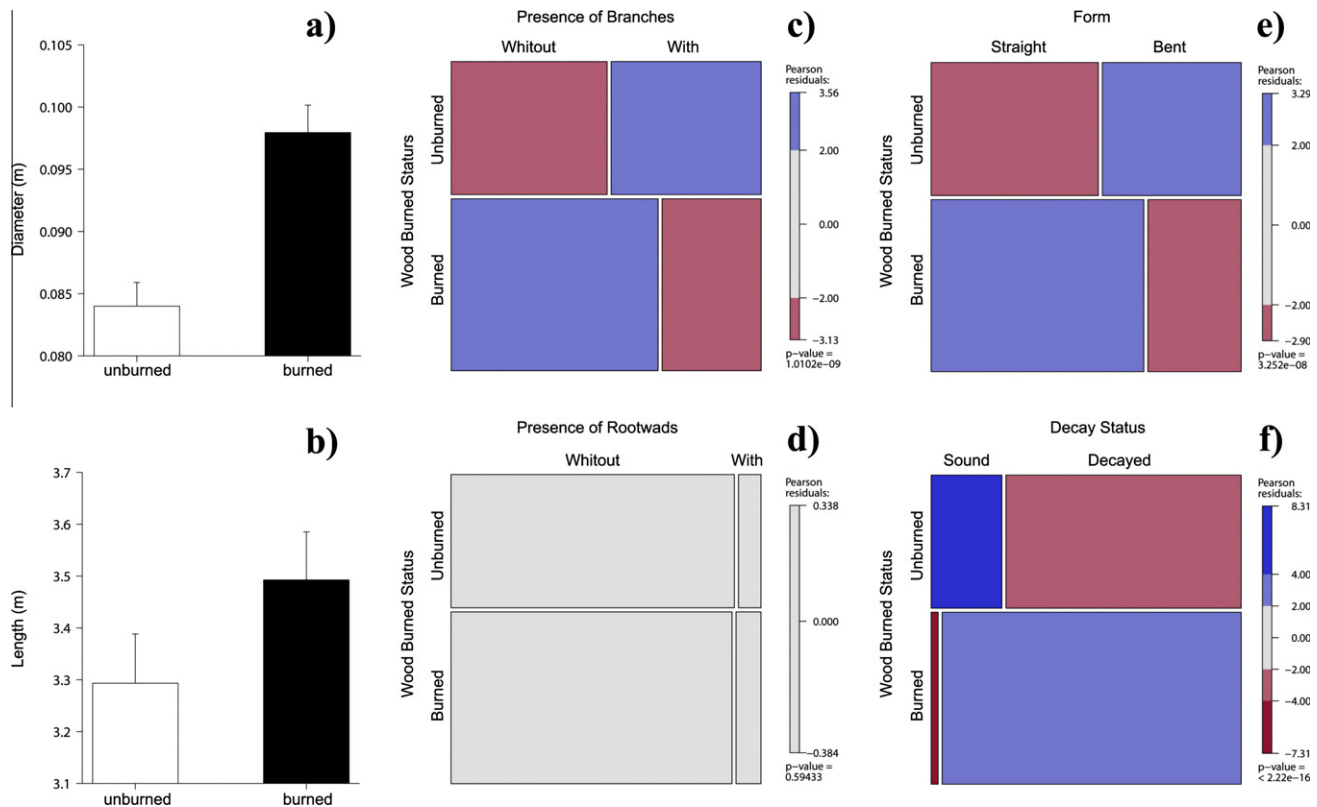 a)
0.105
0.100
0.095
0.090
0.085
0.080
Diameter (m)
unburned
burned
b)
3.7
3.6
3.5
3.4
3.3
3.2
3.1
Length (m)
unburned
burned
Presence of Branches
c)
Whitout
With
Wood Burned Staturs
Unburned
Burned
Pearson
residuals:
3.56
2.00
0.00
−2.00
−3.13
p−value =
1.0102e−09
Presence of Rootwads
d)
Whitout
With
Wood Burned Status
Unburned
Burned
Pearson
residuals:
0.338
0.000
−0.384
p−value =
0.59433
Form
e)
Straight
Bent
Wood Burned Staturs
Unburned
Burned
Pearson
residuals:
3.29
2.00
0.00
−2.00
−2.90
p−value =
3.252e−08
Decay Status
f)
Sound
Decayed
Wood Burned Status
Unburned
Burned
Pearson
residuals:
8.31
4.00
2.00
0.00
−2.00
−4.00
−7.31
p−value =
< 2.22e−16